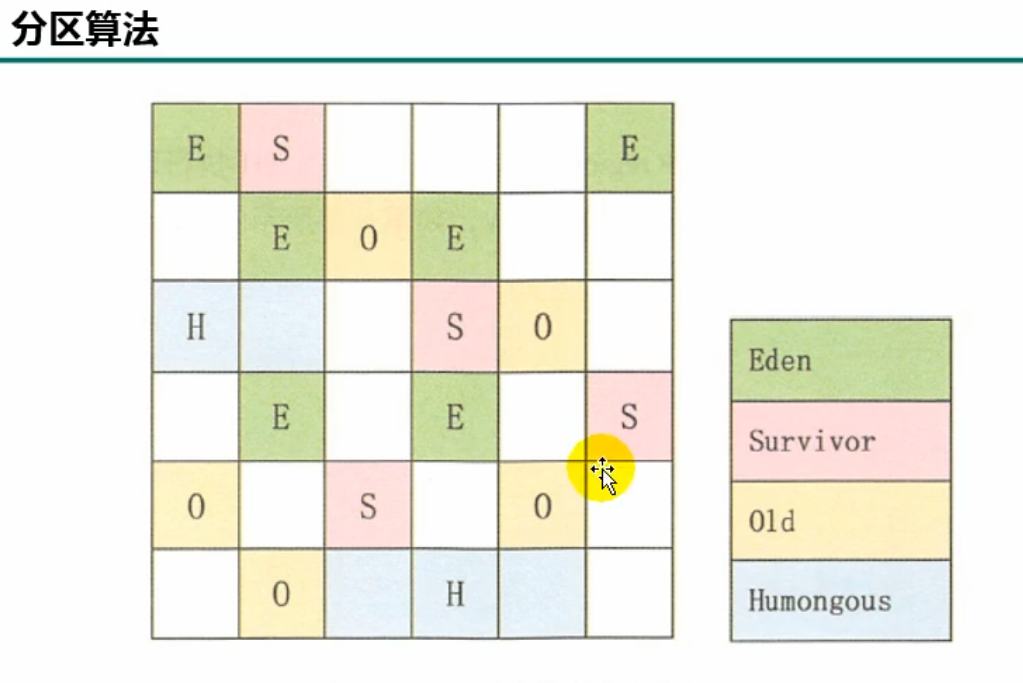 分区算法
E S E
E O E
H S O
E E S
O S O
O H
Eden
Survivor
Old
Humongous